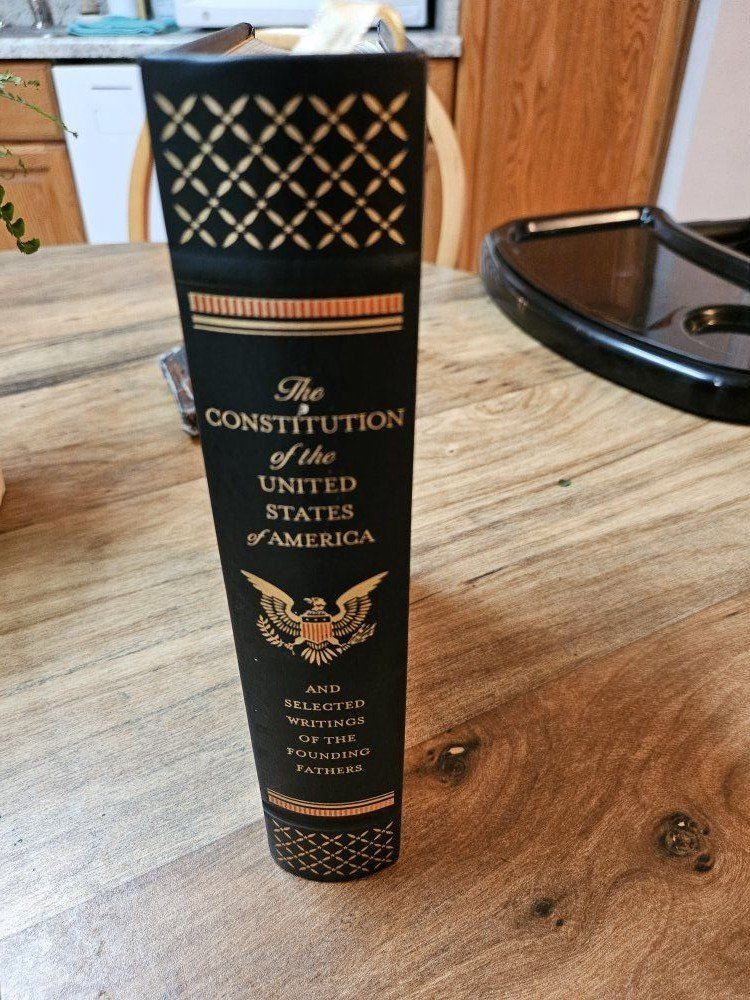 The
CONSTITUTION
of the
UNITED
STATES
of AMERICA
AND
SELECTED
WRITINGS
OF THE
FOUNDING
FATHERS